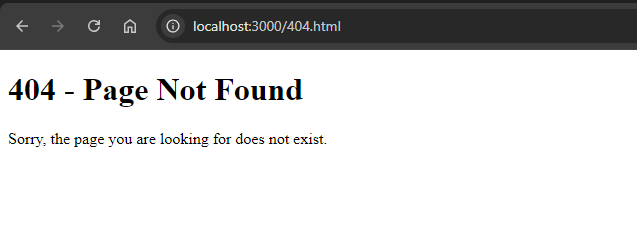 localhost:3000/404.html
404 - Page Not Found
Sorry, the page you are looking for does not exist.